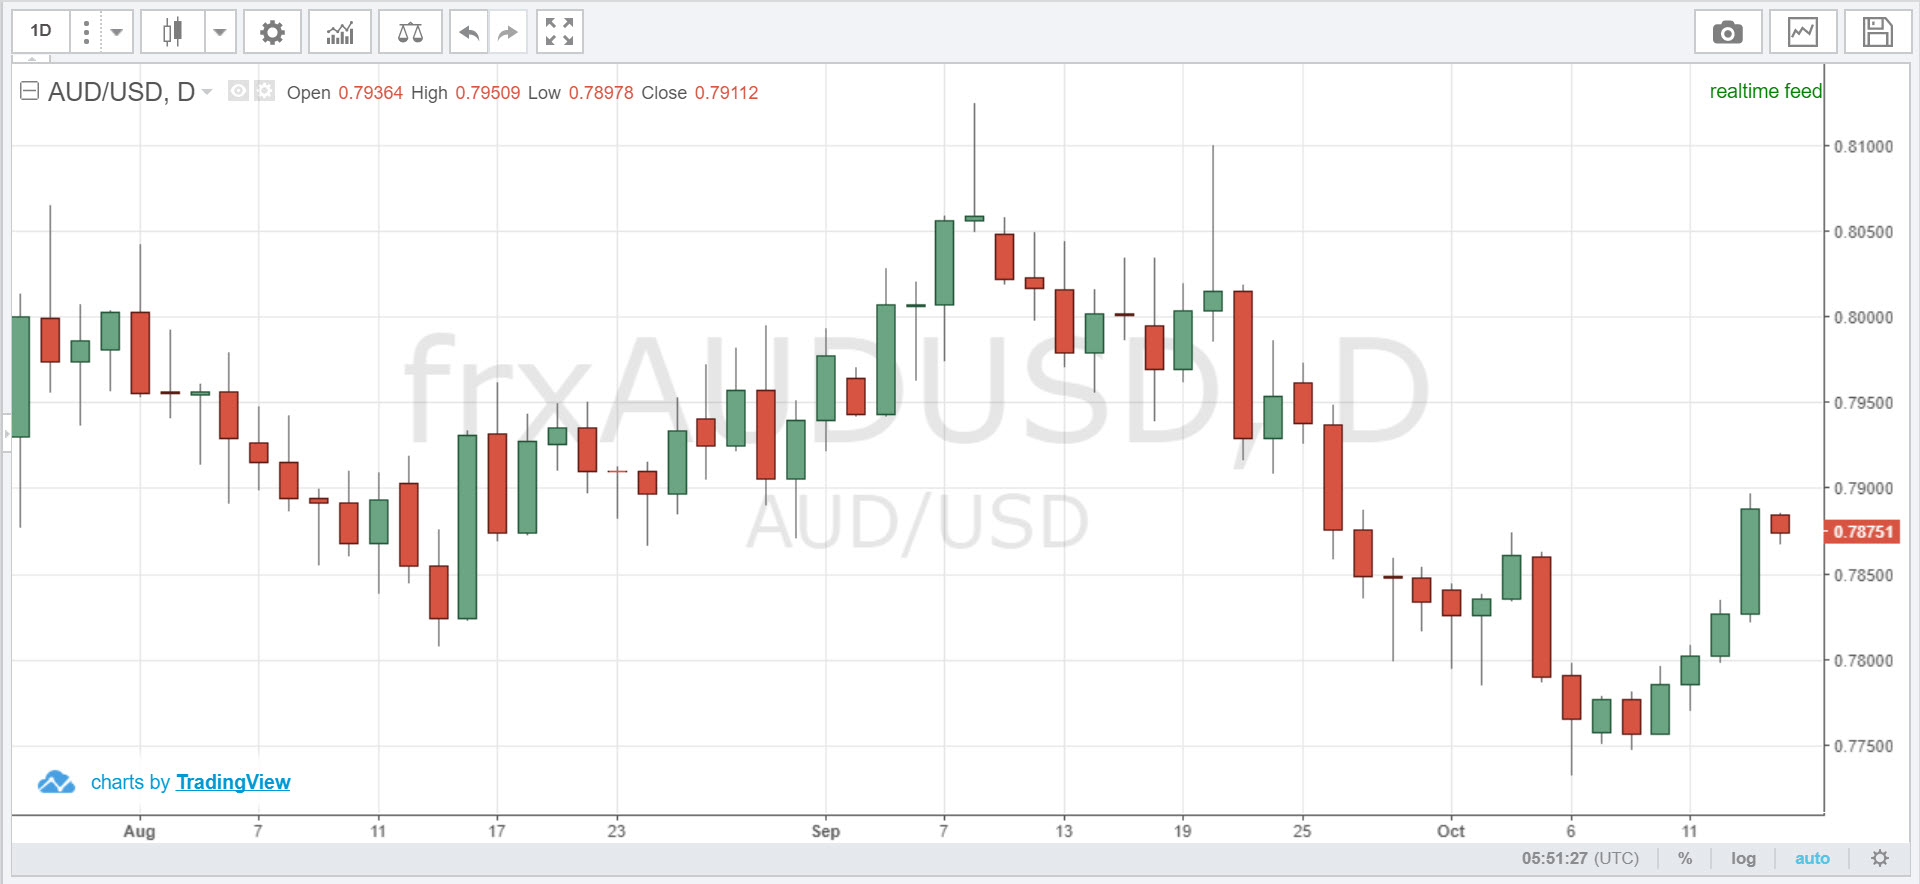 1D
AUD/USD, D Open 0.79364 High 0.79509 Low 0.78978 Close 0.79112
realtime feed
frxAUDUSD, D
AUD/USD
0.81000
0.80500
0.80000
0.79500
0.79000
0.78751
0.78500
0.78000
0.77500
charts by TradingView
Aug 7 11 17 23 Sep 7 13 19 25 Oct 6 11
05:51:27 (UTC) % log auto